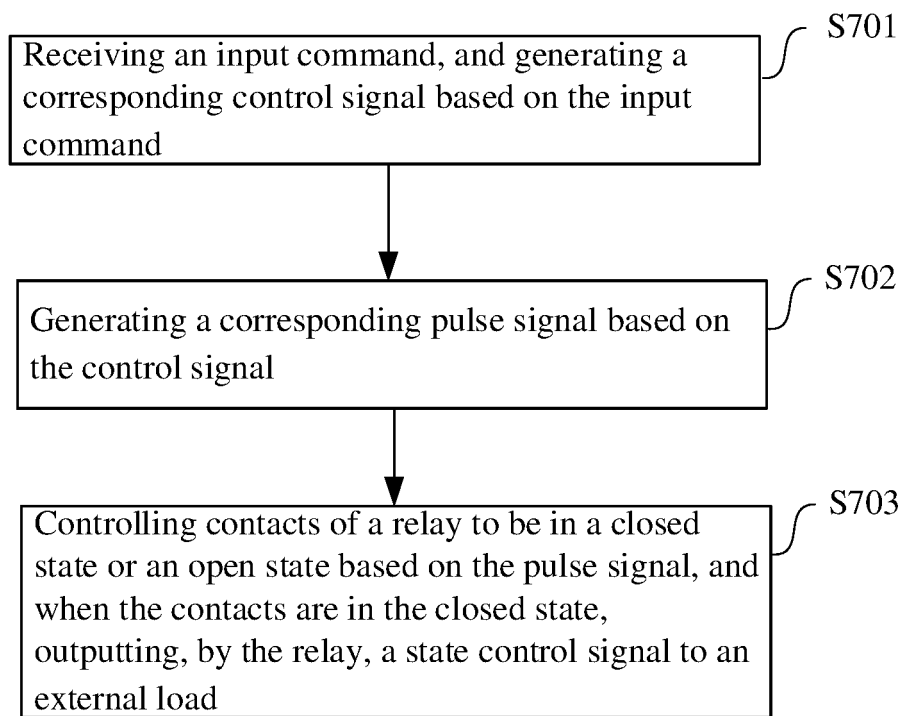 S701
Receiving an input command, and generating a
corresponding control signal based on the input
command
S702
Generating a corresponding pulse signal based on
the control signal
S703
Controlling contacts of a relay to be in a closed
state or an open state based on the pulse signal, and
when the contacts are in the closed state,
outputting, by the relay, a state control signal to an
external load